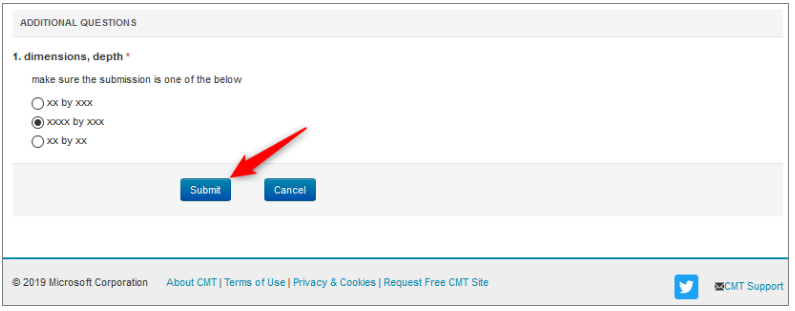 ADDITIONAL QUESTIONS
1. dimensions, depth *
make sure the submission is one of the below
xx by xxx
xxxx by xxx
xx by xx
Submit Cancel
© 2019 Microsoft Corporation About CMT | Terms of Use | Privacy & Cookies | Request Free CMT Site CMT Support